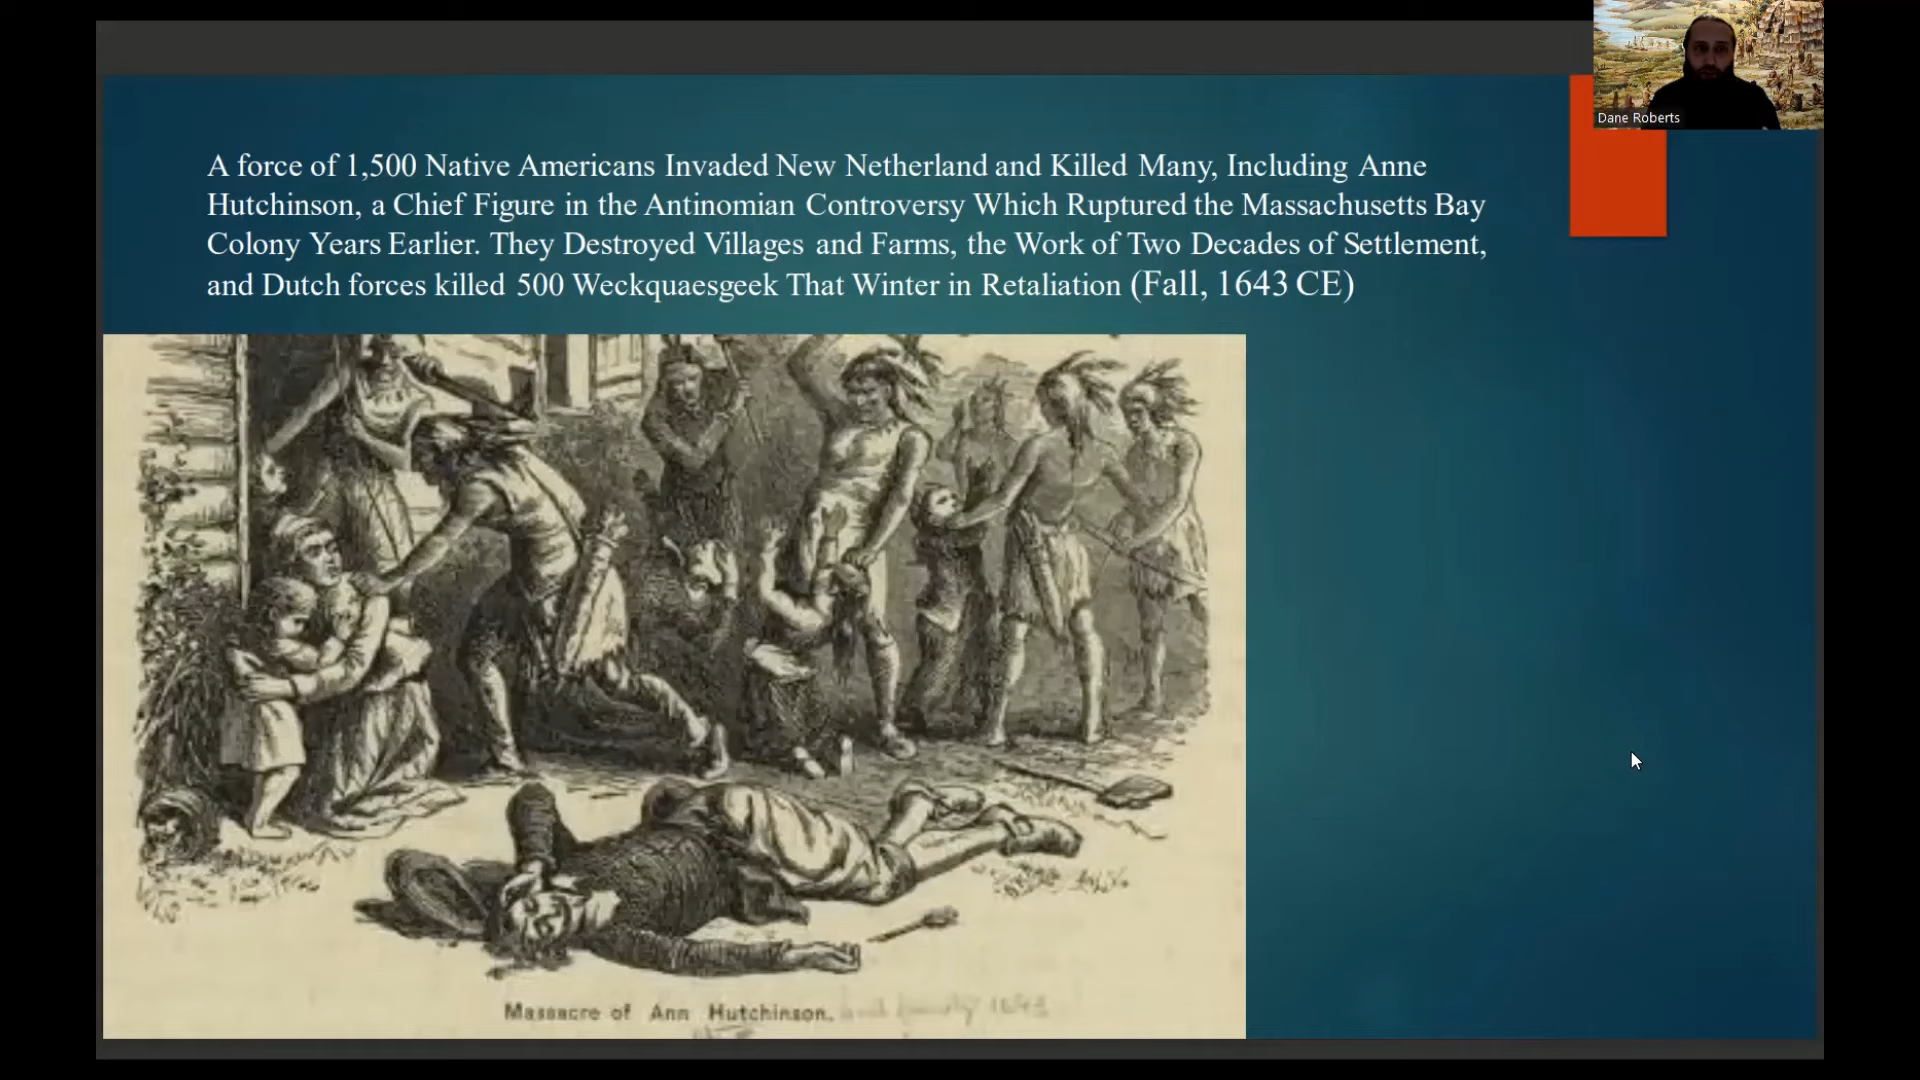 Dane Roberts
A force of 1,500 Native Americans Invaded New Netherland and Killed Many, Including Anne
Hutchinson, a Chief Figure in the Antinomian Controversy Which Ruptured the Massachusetts Bay
Colony Years Earlier. They Destroyed Villages and Farms, the Work of Two Decades of Settlement,
and Dutch forces killed 500 Weckquaesgeek That Winter in Retaliation (Fall, 1643 CE)
Massacre of Ann Hutchinson. family 1643